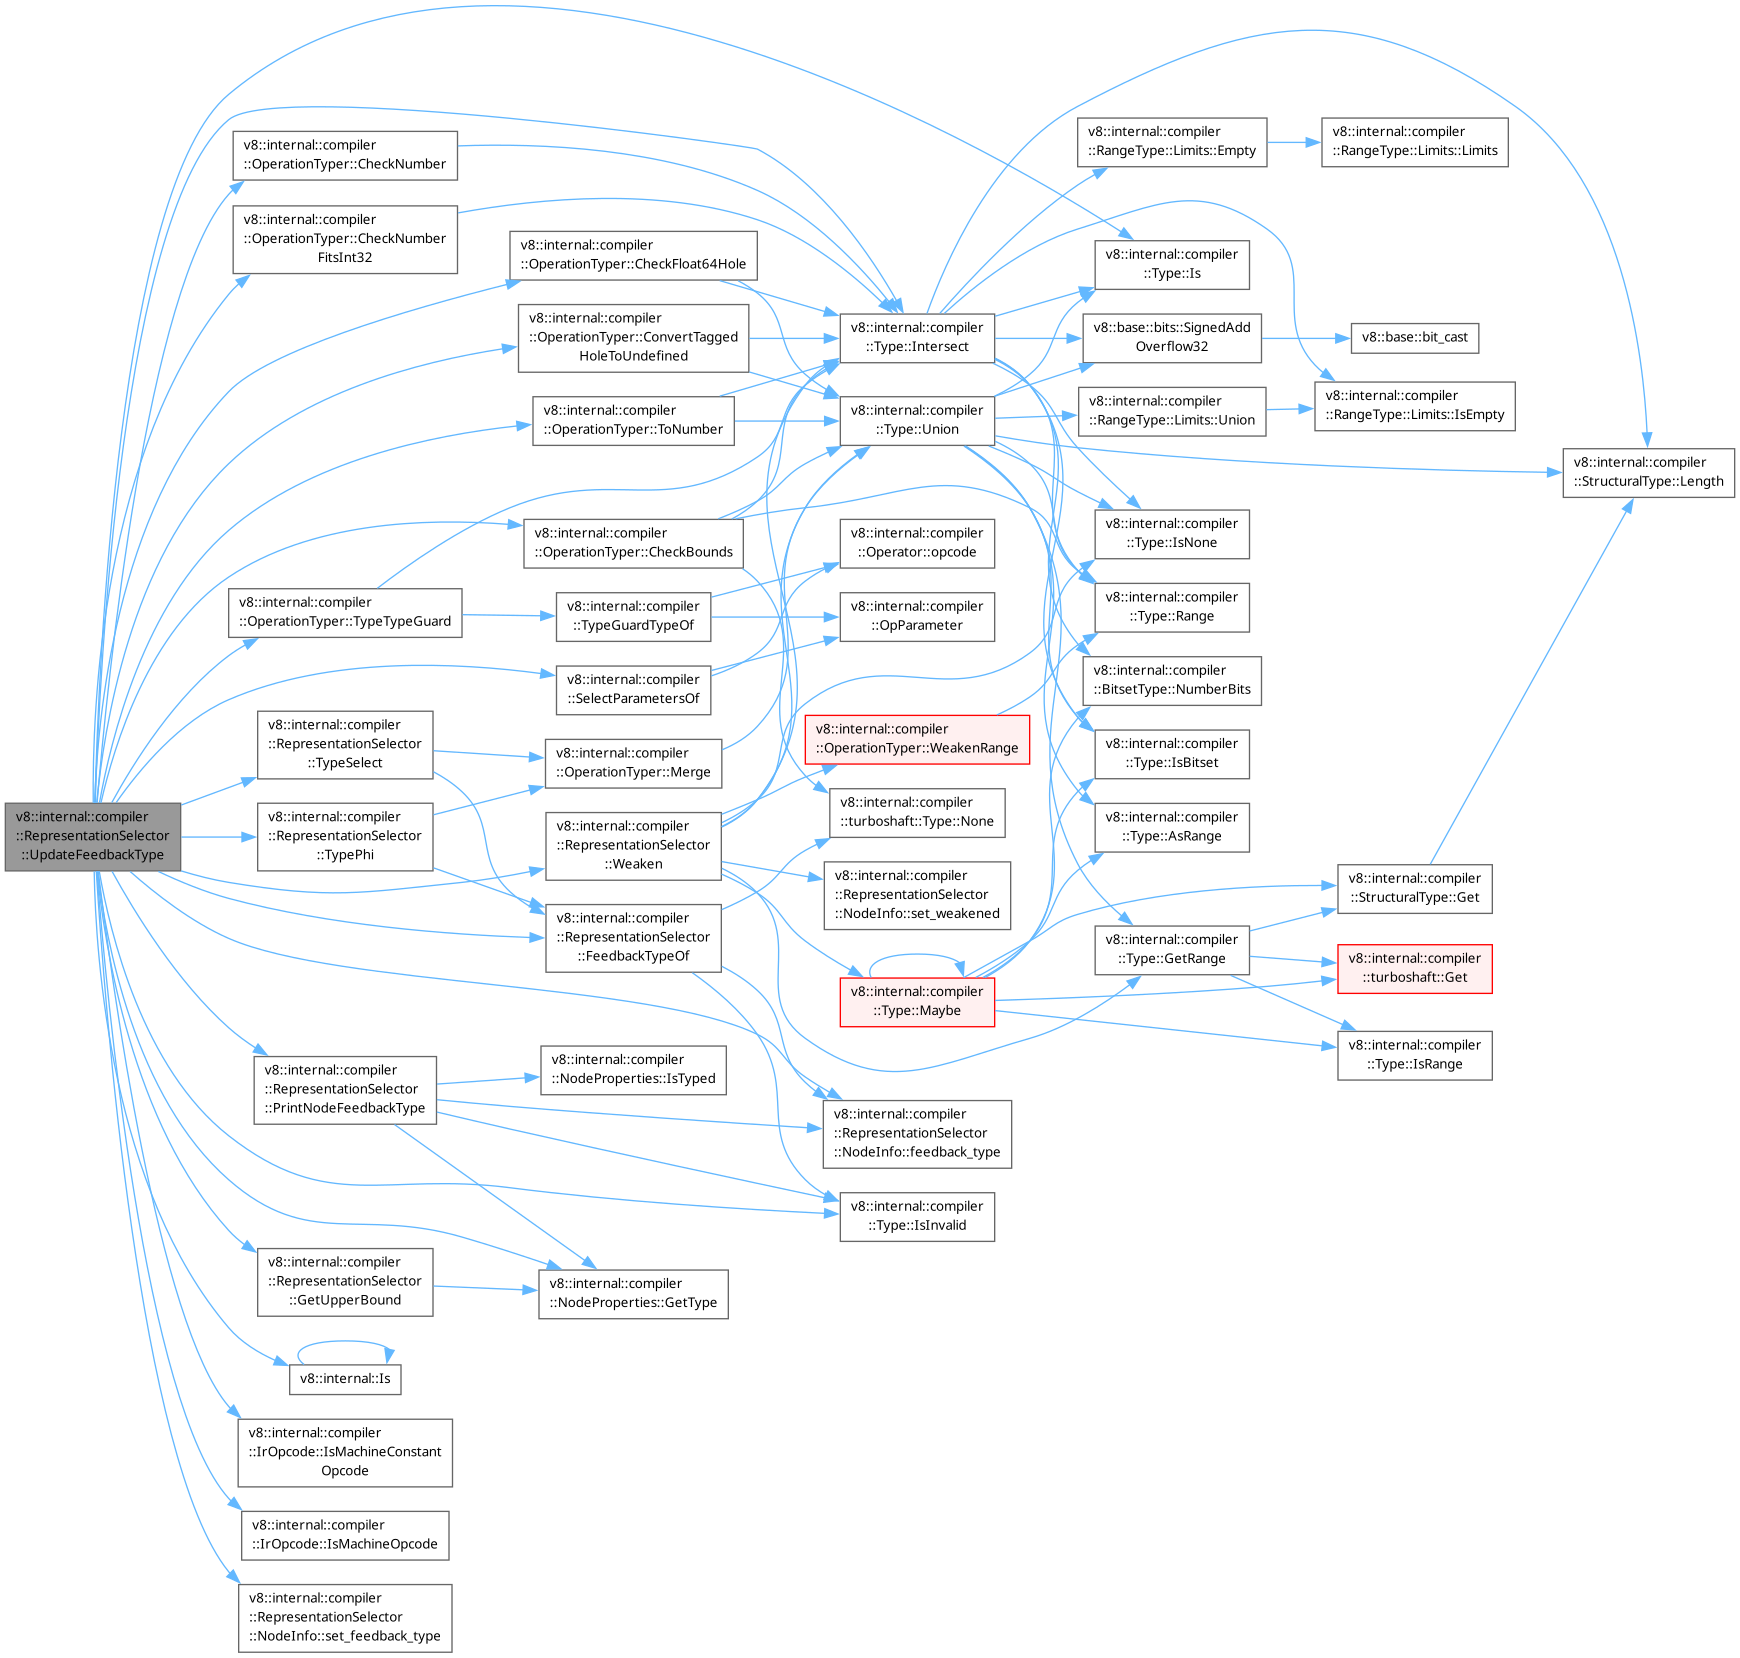 v8::internal::compiler
::RepresentationSelector
::UpdateFeedbackType
v8::internal::compiler
::OperationTyper::CheckNumber
v8::internal::compiler
::OperationTyper::CheckNumber
FitsInt32
v8::internal::compiler
::OperationTyper::CheckFloat64Hole
v8::internal::compiler
::OperationTyper::ConvertTagged
HoleToUndefined
v8::internal::compiler
::OperationTyper::ToNumber
v8::internal::compiler
::OperationTyper::CheckBounds
v8::internal::compiler
::OperationTyper::TypeTypeGuard
v8::internal::compiler
::TypeGuardTypeOf
v8::internal::compiler
::SelectParametersOf
v8::internal::compiler
::RepresentationSelector
::TypeSelect
v8::internal::compiler
::OperationTyper::Merge
v8::internal::compiler
::RepresentationSelector
::TypePhi
v8::internal::compiler
::RepresentationSelector
::Weaken
v8::internal::compiler
::RepresentationSelector
::FeedbackTypeOf
v8::internal::compiler
::RepresentationSelector
::PrintNodeFeedbackType
v8::internal::compiler
::NodeProperties::IsTyped
v8::internal::compiler
::RepresentationSelector
::GetUpperBound
v8::internal::compiler
::NodeProperties::GetType
v8::internal::Is
v8::internal::compiler
::IrOpcode::IsMachineConstant
Opcode
v8::internal::compiler
::IrOpcode::IsMachineOpcode
v8::internal::compiler
::RepresentationSelector
::NodeInfo::set_feedback_type
v8::internal::compiler
::Type::Intersect
v8::internal::compiler
::Type::Union
v8::internal::compiler
::Operator::opcode
v8::internal::compiler
::OpParameter
v8::internal::compiler
::OperationTyper::WeakenRange
v8::internal::compiler
::turboshaft::Type::None
v8::internal::compiler
::RepresentationSelector
::NodeInfo::set_weakened
v8::internal::compiler
::Type::Maybe
v8::internal::compiler
::RepresentationSelector
::NodeInfo::feedback_type
v8::internal::compiler
::Type::IsInvalid
v8::internal::compiler
::RangeType::Limits::Empty
v8::internal::compiler
::RangeType::Limits::Limits
v8::internal::compiler
::Type::Is
v8::base::bits::SignedAdd
Overflow32
v8::base::bit_cast
v8::internal::compiler
::RangeType::Limits::Union
v8::internal::compiler
::RangeType::Limits::IsEmpty
v8::internal::compiler
::StructuralType::Length
v8::internal::compiler
::Type::IsNone
v8::internal::compiler
::Type::Range
v8::internal::compiler
::BitsetType::NumberBits
v8::internal::compiler
::Type::IsBitset
v8::internal::compiler
::Type::AsRange
v8::internal::compiler
::Type::GetRange
v8::internal::compiler
::StructuralType::Get
v8::internal::compiler
::turboshaft::Get
v8::internal::compiler
::Type::IsRange